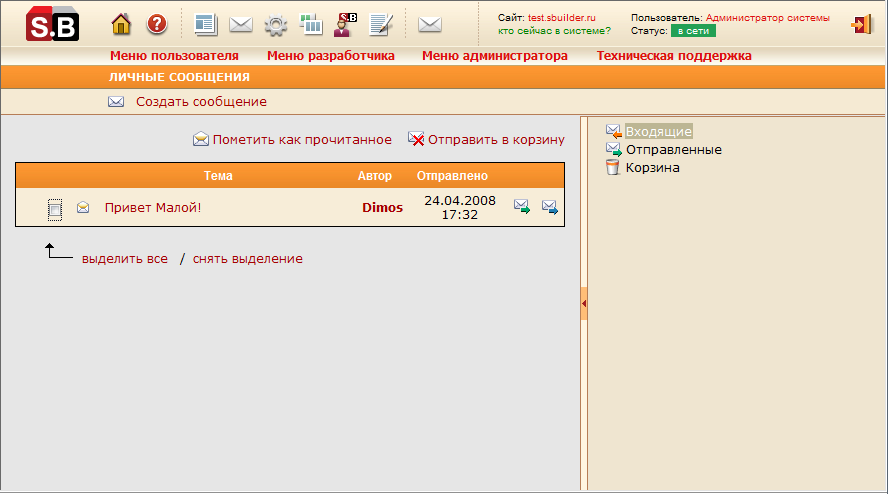 S.B
S.B
Сайт: test.sbuilder.ru
кто сейчас в системе?
Пользователь: Администратор системы
Статус: в сети
Меню пользователя Меню разработчика Меню администратора Техническая поддержка
ЛИЧНЫЕ СООБЩЕНИЯ
Создать сообщение
Пометить как прочитанное Отправить в корзину
Тема Автор Отправлено
Привет Малой! Dimos 24.04.2008
17:32
выделить все / снять выделение
Входящие
Отправленные
Корзина